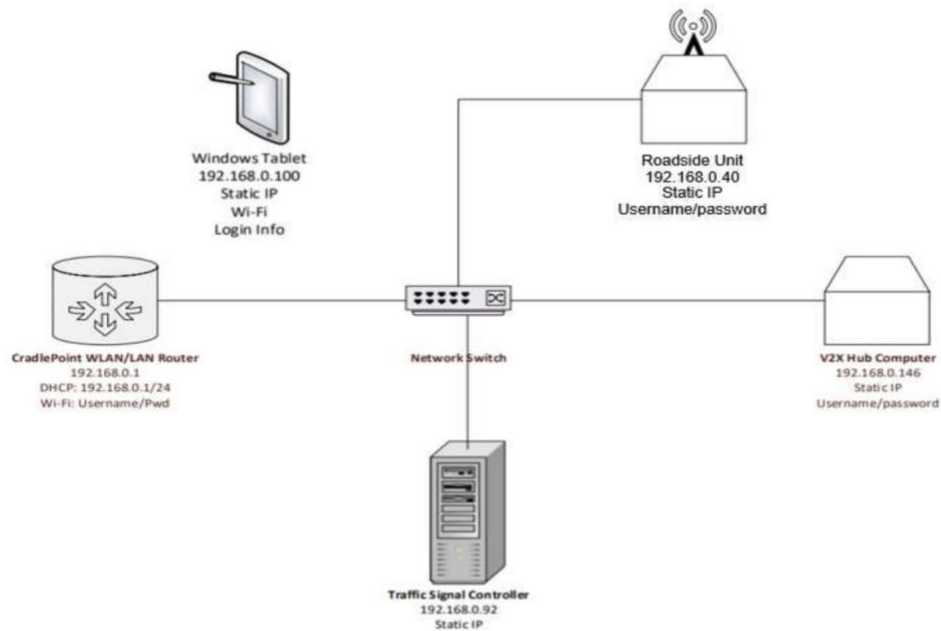 Windows Tablet
192.168.0.100
Static IP
Wi-Fi
Login Info
Roadside Unit
192.168.0.40
Static IP
Username/password
CradlePoint WLAN/LAN Router
192.168.0.1
DHCP: 192.168.0.1/24
Wi-Fi: Username/Pwd
Network Switch
V2X Hub Computer
192.168.0.146
Static IP
Username/password
Traffic Signal Controller
192.168.0.92
Static IP